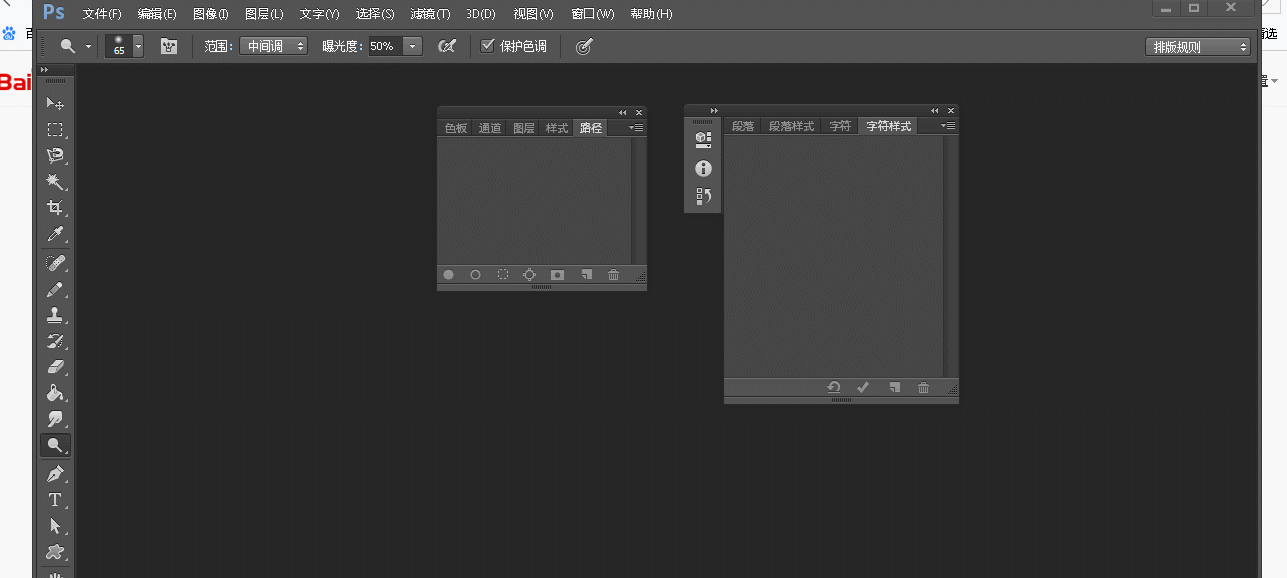 Ps 文件(F) 编辑(E) 图像(I) 图层(L) 文字(Y) 选择(S) 滤镜(T) 3D(D) 视图(V) 窗口(W) 帮助(H)
65 范围: 中间调 曝光度: 50% 保护色调 排版规则
Bai
色板 通道 图层 样式 路径
段落 段落样式 字符 字符样式
T